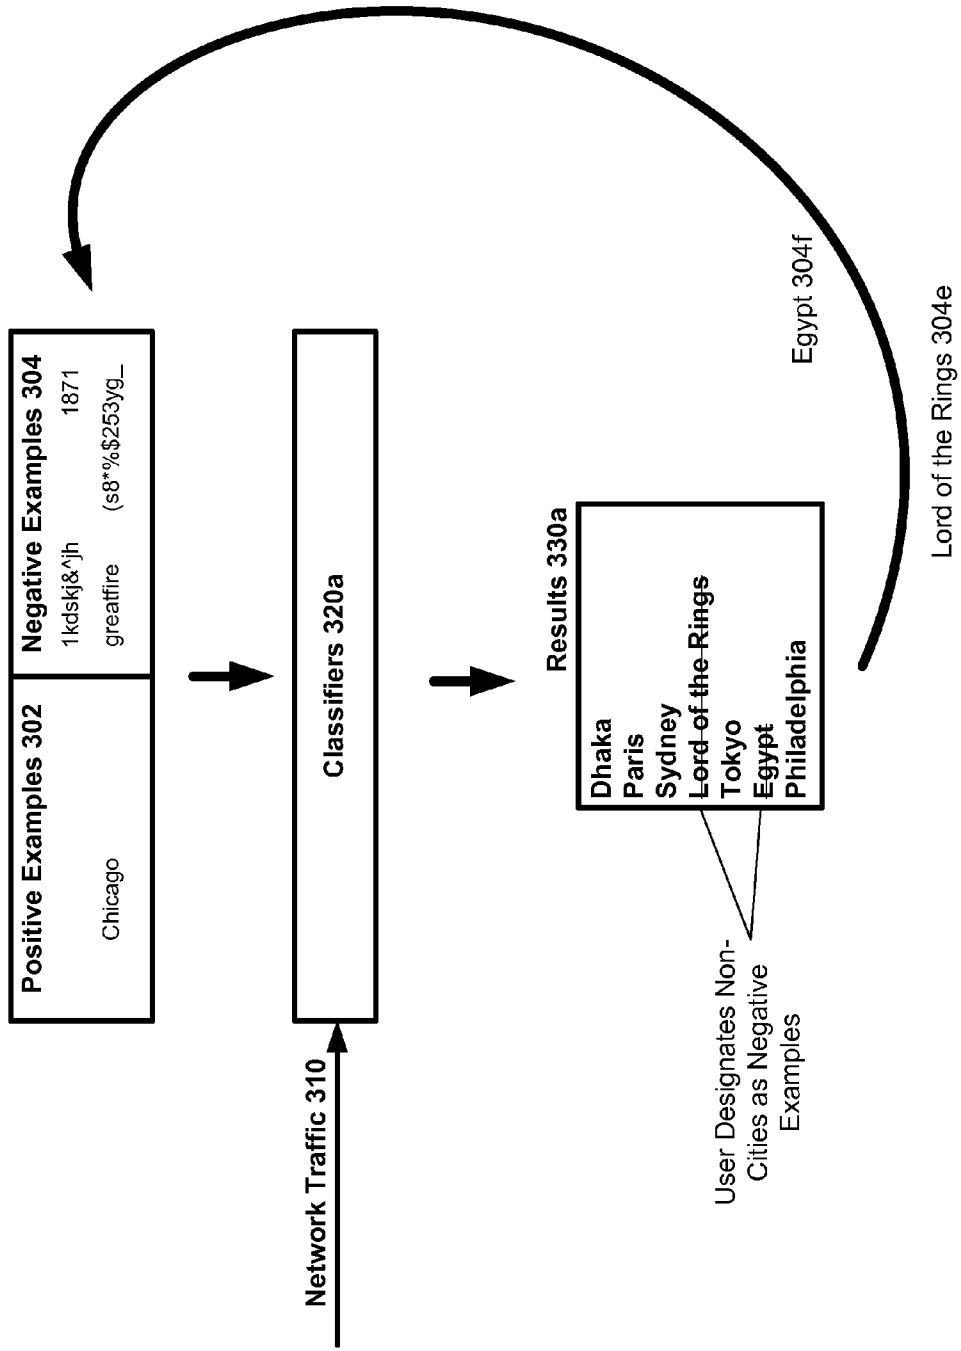 Positive Examples 302
Chicago
Negative Examples 304
1kdskj&^jh 1871
greatfire (s8*%$253yg_
Network Traffic 310
Classifiers 320a
Results 330a
Dhaka
Paris
Sydney
Lord of the Rings
Tokyo
Egypt
Philadelphia
User Designates Non-
Cities as Negative
Examples
Egypt 304f
Lord of the Rings 304e